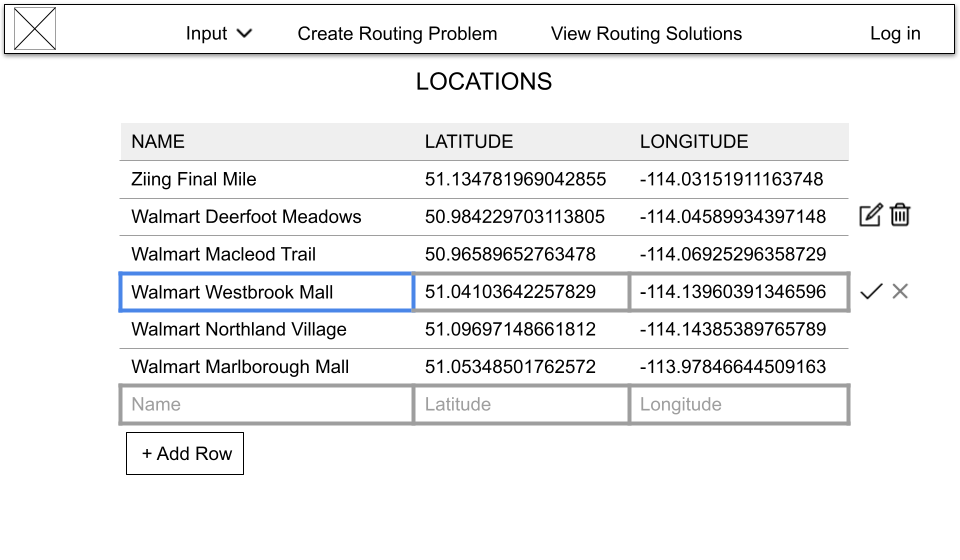 Input Create Routing Problem View Routing Solutions Log in
LOCATIONS
NAME LATITUDE LONGITUDE
Ziing Final Mile 51.134781969042855 -114.03151911163748
Walmart Deerfoot Meadows 50.984229703113805 -114.04589934397148
Walmart Macleod Trail 50.96589652763478 -114.06925296358729
Walmart Westbrook Mall 51.04103642257829 -114.13960391346596
Walmart Northland Village 51.09697148661812 -114.14385389765789
Walmart Marlborough Mall 51.05348501762572 -113.97846644509163
Name Latitude Longitude
+ Add Row